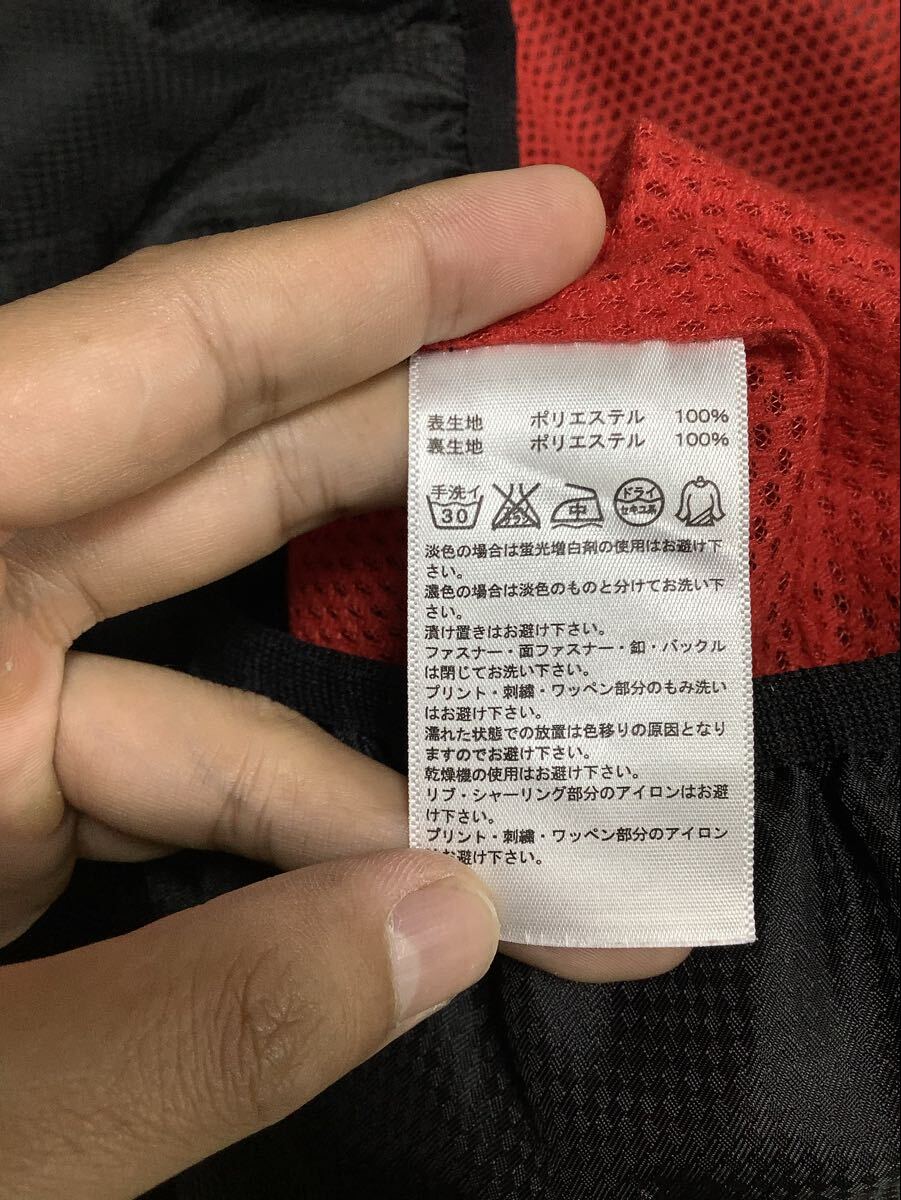 表生地 ポリエステル 100%
裏生地 ポリエステル 100%
手洗イ 30 中 ドライ セキユ系
淡色の場合は蛍光増白剤の使用はお避け下
さい。
濃色の場合は淡色のものと分けてお洗い下
さい。
漬け置きはお避け下さい。
ファスナー・面ファスナー・釦・バックル
は閉じてお洗い下さい。
プリント・刺繍・ワッペン部分のもみ洗い
はお避け下さい。
濡れた状態での放置は色移りの原因となり
ますのでお避け下さい。
乾燥機の使用はお避け下さい。
リブ・シャーリング部分のアイロンはお避
け下さい。
プリント・刺繍・ワッペン部分のアイロン
お避け下さい。